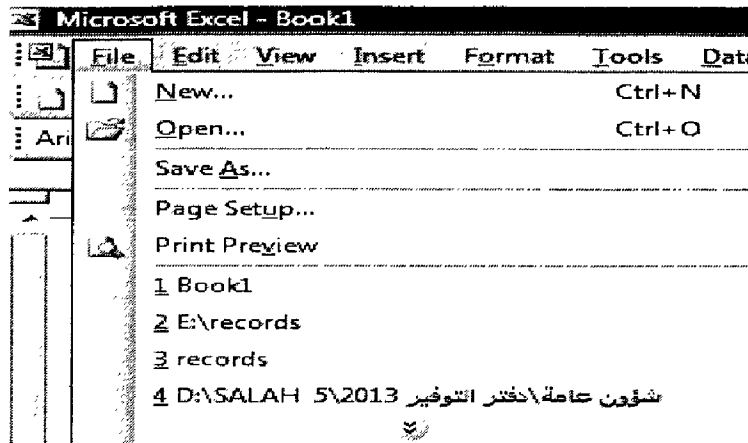 Microsoft Excel - Book1
File Edit View Insert Format Tools Data
New... Ctrl+N
Open... Ctrl+O
Ari
Save As...
Page Setup...
Print Preview
1 Book1
2 E:\records
3 records
4 D:\SALAH 5\2013 شؤون عامة\دفتر التوفير